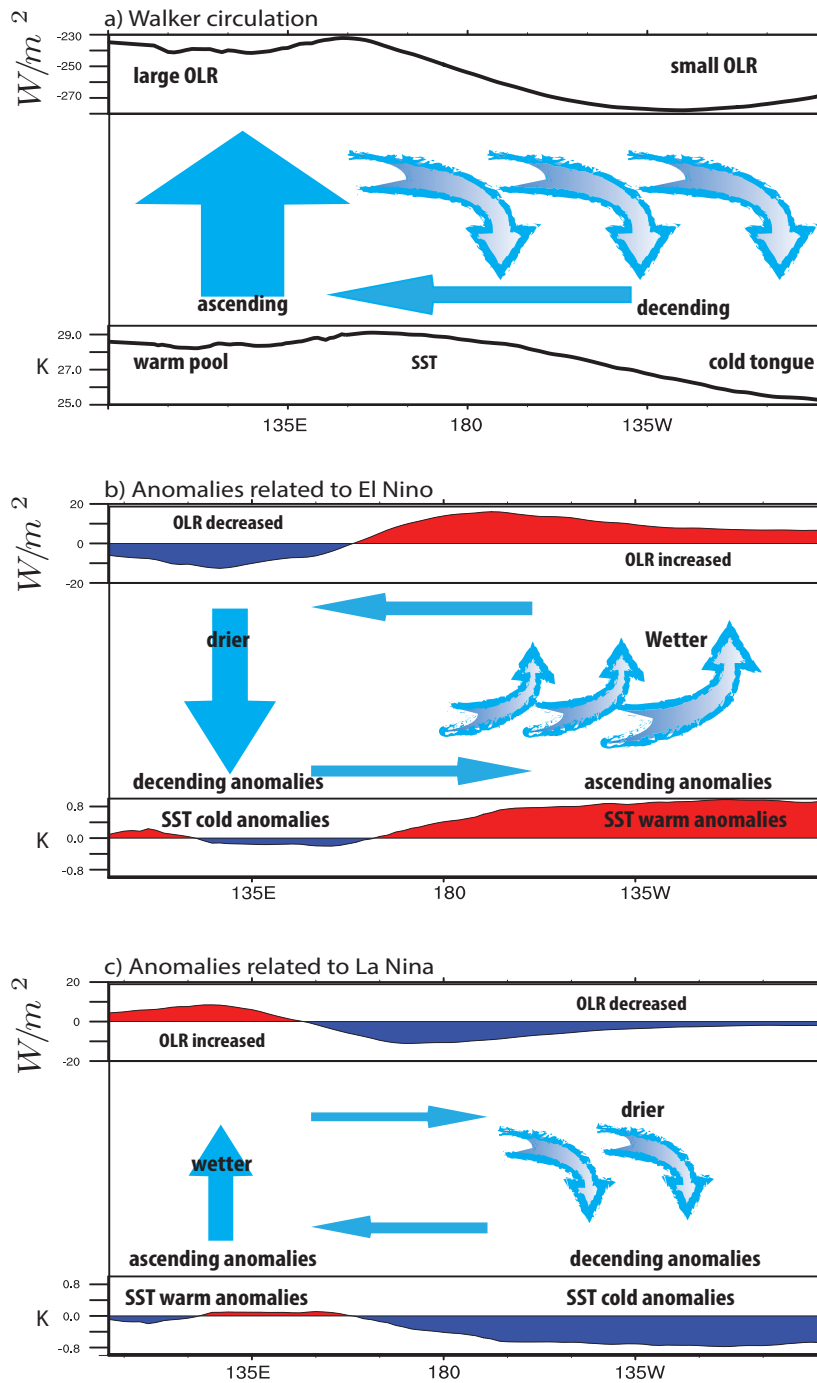 a) Walker circulation
W/m 2
-230
-250
-270
large OLR
small OLR
ascending
decending
K
29.0
27.0
25.0
warm pool
SST
cold tongue
135E
180
135W
b) Anomalies related to El Nino
W/m 2
20
0
-20
OLR decreased
OLR increased
drier
Wetter
decending anomalies
ascending anomalies
K
0.8
0.0
-0.8
SST cold anomalies
SST warm anomalies
135E
180
135W
c) Anomalies related to La Nina
W/m 2
20
0
-20
OLR decreased
OLR increased
drier
wetter
ascending anomalies
decending anomalies
K
0.8
0.0
-0.8
SST warm anomalies
SST cold anomalies
135E
180
135W